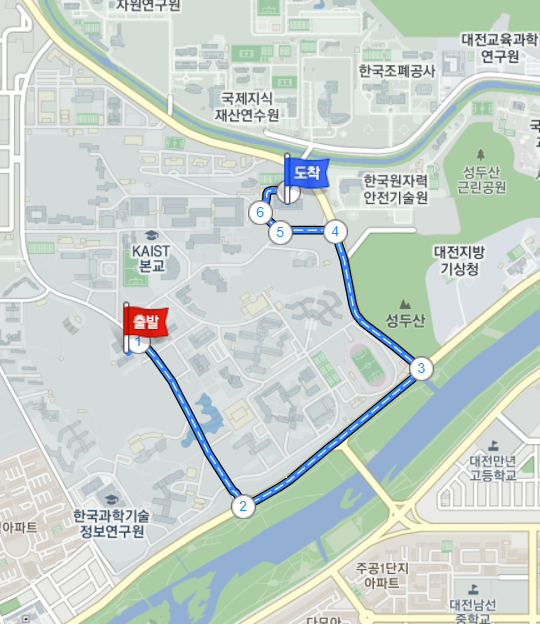 자원연구원
대전교육과학
연구원
한국조폐공사
국제지식
재산연수원
도착
성두산
근린공원
한국원자력
안전기술원
6
5
4
KAIST
본교
대전지방
기상청
출발
1
성두산
3
대전만년
고등학교
2
한국과학기술
정보연구원
아파트
주공1단지
아파트
대전남선
중학교